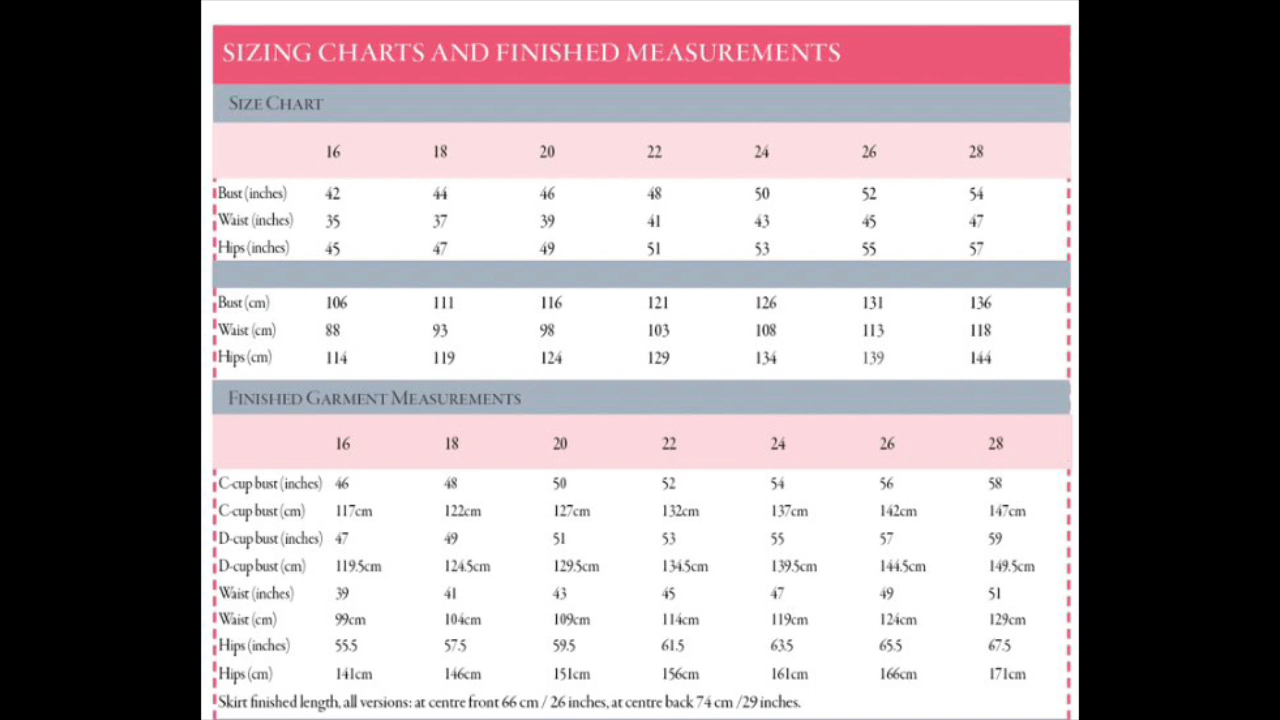 SIZING CHARTS AND FINISHED MEASUREMENTS
SIZE CHART
16 18 20 22 24 26 28
Bust (inches) 42 44 46 48 50 52 54
Waist (inches) 35 37 39 41 43 45 47
Hips (inches) 45 47 49 51 53 55 57
Bust (cm) 106 111 116 121 126 131 136
Waist (cm) 88 93 98 103 108 113 118
Hips (cm) 114 119 124 129 134 139 144
FINISHED GARMENT MEASUREMENTS
16 18 20 22 24 26 28
C-cup bust (inches) 46 48 50 52 54 56 58
C-cup bust (cm) 117cm 122cm 127cm 132cm 137cm 142cm 147cm
D-cup bust (inches) 47 49 51 53 55 57 59
D-cup bust (cm) 119.5cm 124.5cm 129.5cm 134.5cm 139.5cm 144.5cm 149.5cm
Waist (inches) 39 41 43 45 47 49 51
Waist (cm) 99cm 104cm 109cm 114cm 119cm 124cm 129cm
Hips (inches) 55.5 57.5 59.5 61.5 63.5 65.5 67.5
Hips (cm) 141cm 146cm 151cm 156cm 161cm 166cm 171cm
Skirt finished length, all versions: at centre front 66 cm / 26 inches, at centre back 74 cm /29 inches.